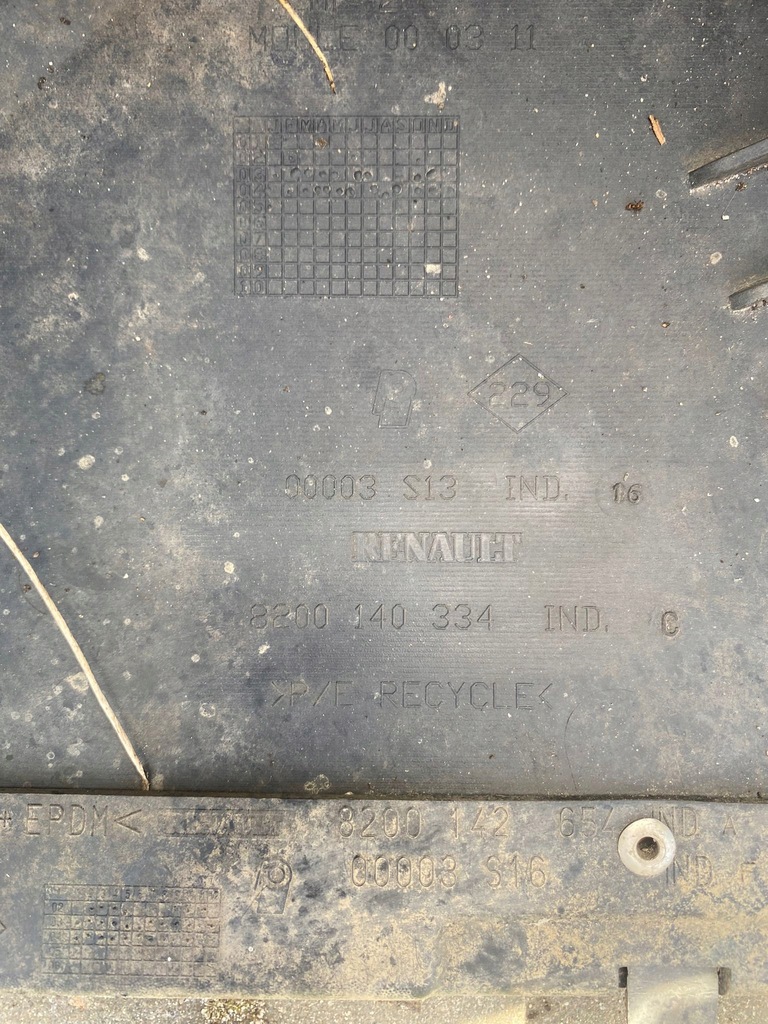 MOULE 00 03 11
JFMAMJJASOND
229
00003 S13 IND. 16
RENAULT
8200 140 334 IND. C
>P/E RECYCLE<
+ EPDM< 8200 142 654 IND A
00003 S16 IND F